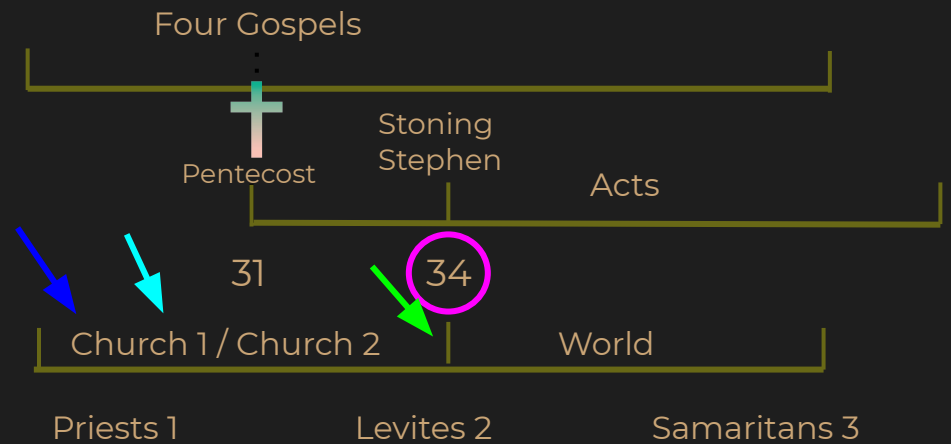 Four Gospels
Stoning
Stephen
Pentecost
Acts
31
34
Church 1 / Church 2
World
Priests 1
Levites 2
Samaritans 3